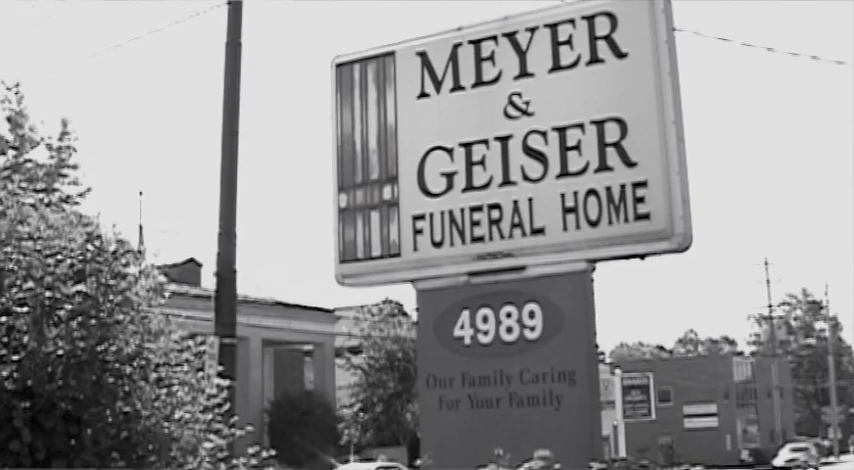 MEYER
&
GEISER
FUNERAL HOME
4989
Our Family Caring
For Your Family